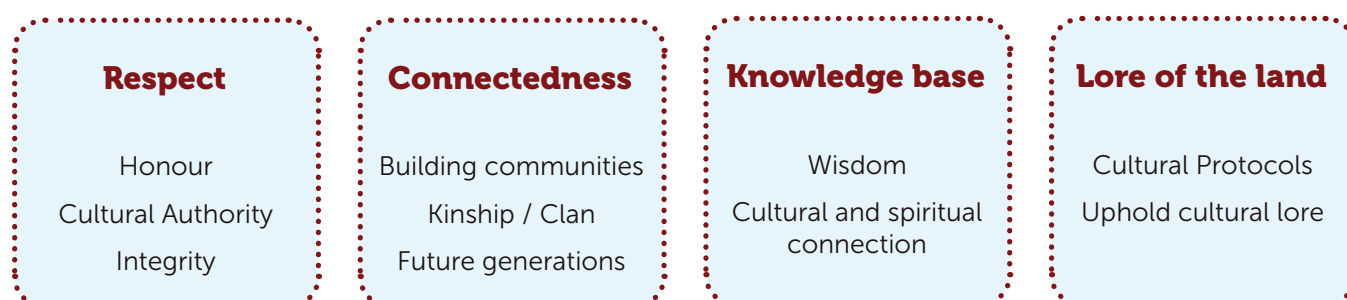 Respect
Honour
Cultural Authority
Integrity
Connectedness
Building communities
Kinship / Clan
Future generations
Knowledge base
Wisdom
Cultural and spiritual
connection
Lore of the land
Cultural Protocols
Uphold cultural lore